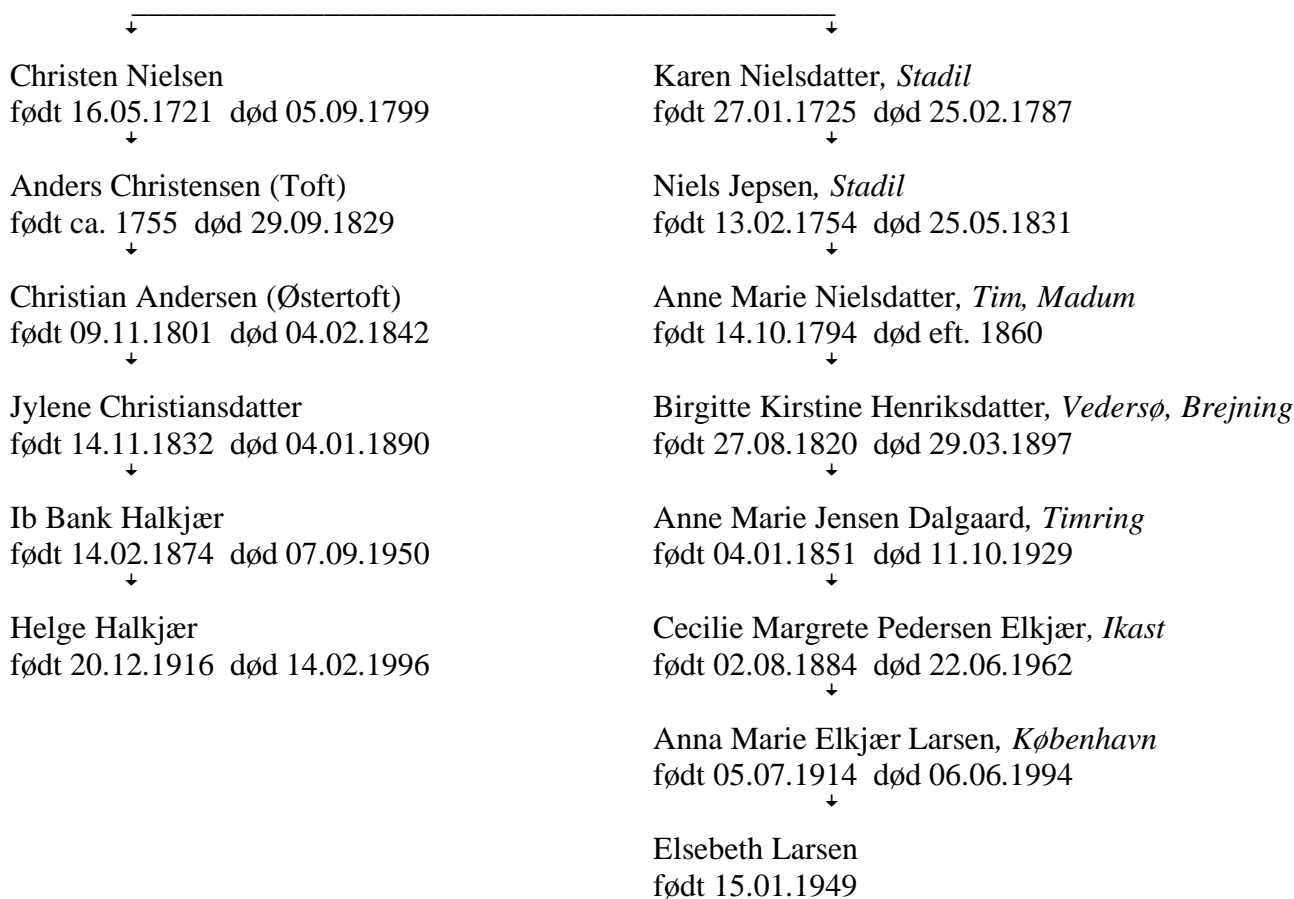 Christen Nielsen
født 16.05.1721 død 05.09.1799
Anders Christensen (Toft)
født ca. 1755 død 29.09.1829
Christian Andersen (Østertoft)
født 09.11.1801 død 04.02.1842
Jylene Christiansdatter
født 14.11.1832 død 04.01.1890
Ib Bank Halkjær
født 14.02.1874 død 07.09.1950
Helge Halkjær
født 20.12.1916 død 14.02.1996
Karen Nielsdatter, Stadil
født 27.01.1725 død 25.02.1787
Niels Jepsen, Stadil
født 13.02.1754 død 25.05.1831
Anne Marie Nielsdatter, Tim, Madum
født 14.10.1794 død eft. 1860
Birgitte Kirstine Henriksdatter, Vedersø, Brejning
født 27.08.1820 død 29.03.1897
Anne Marie Jensen Dalgaard, Timring
født 04.01.1851 død 11.10.1929
Cecilie Margrete Pedersen Elkjær, Ikast
født 02.08.1884 død 22.06.1962
Anna Marie Elkjær Larsen, København
født 05.07.1914 død 06.06.1994
Elsebeth Larsen
født 15.01.1949